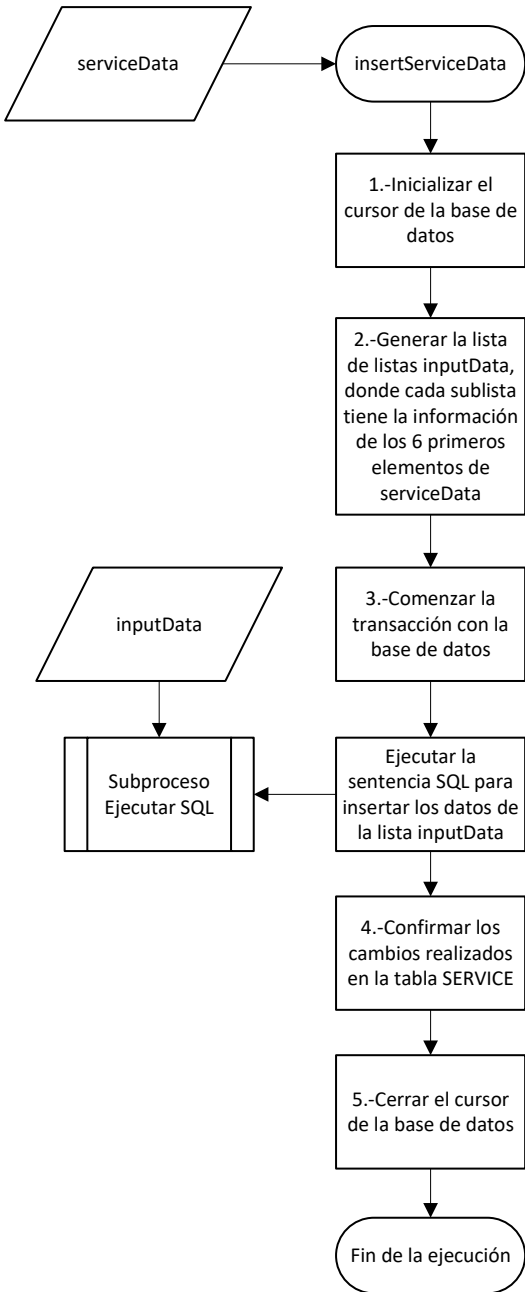 serviceData
insertServiceData
1.-Inicializar el
cursor de la base de
datos
2.-Generar la lista
de listas inputData,
donde cada sublista
tiene la información
de los 6 primeros
elementos de
serviceData
inputData
3.-Comenzar la
transacción con la
base de datos
Subproceso
Ejecutar SQL
Ejecutar la
sentencia SQL para
insertar los datos de
la lista inputData
4.-Confirmar los
cambios realizados
en la tabla SERVICE
5.-Cerrar el cursor
de la base de datos
Fin de la ejecución